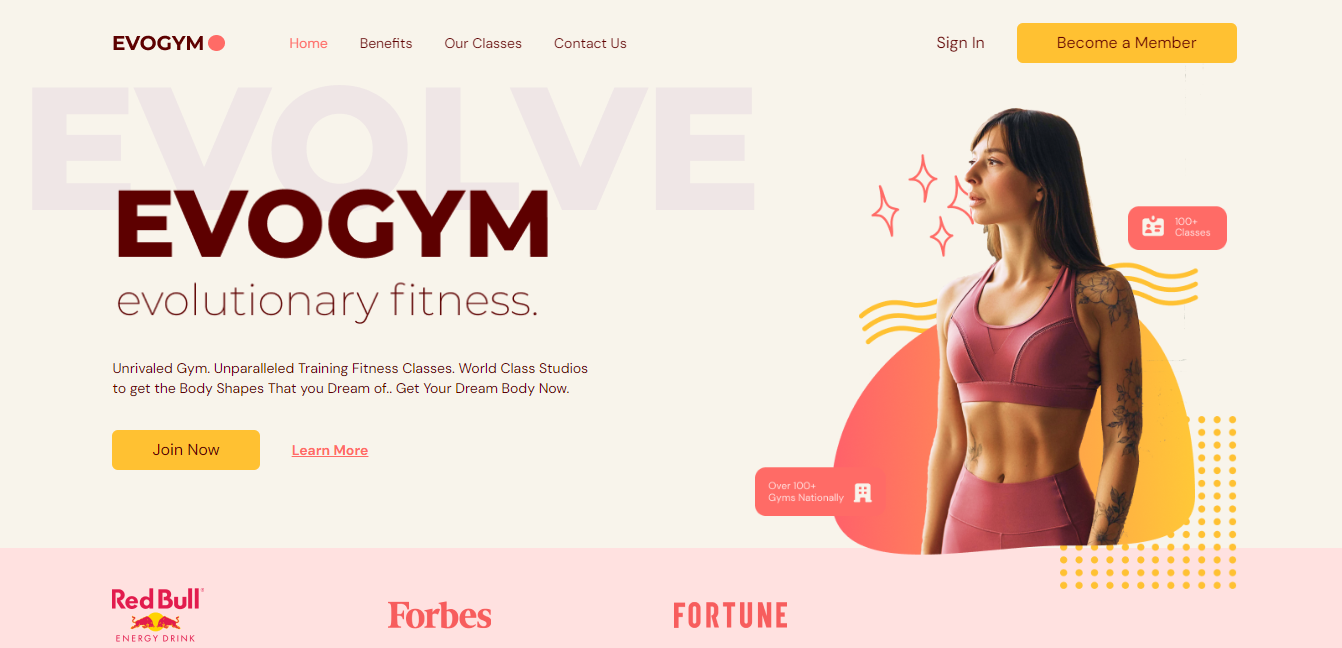 EVOGYM
Home
Benefits
Our Classes
Contact Us
Sign In
Become a Member
EVOLVE
EVOGYM
evolutionary fitness.
Unrivaled Gym. Unparalleled Training Fitness Classes. World Class Studios
to get the Body Shapes That you Dream of.. Get Your Dream Body Now.
Join Now
Learn More
100+
Classes
Over 100+
Gyms Nationally
Red Bull
ENERGY DRINK
Forbes
FORTUNE